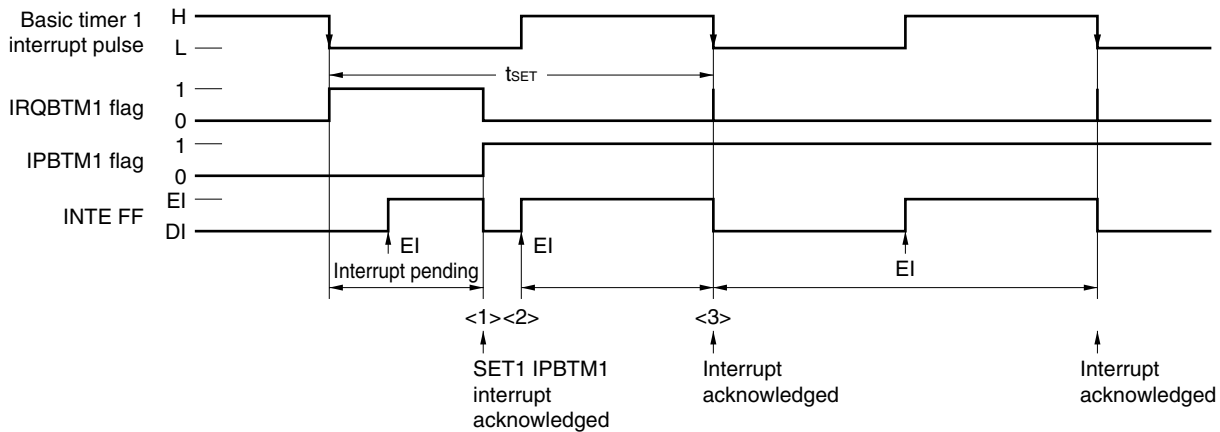 Basic timer 1
interrupt pulse
H
L
tSET
IRQBTM1 flag
1
0
IPBTM1 flag
1
0
INTE FF
EI
DI
EI
EI
EI
Interrupt pending
<1> <2> <3>
SET1 IPBTM1
interrupt
acknowledged
Interrupt
acknowledged
Interrupt
acknowledged